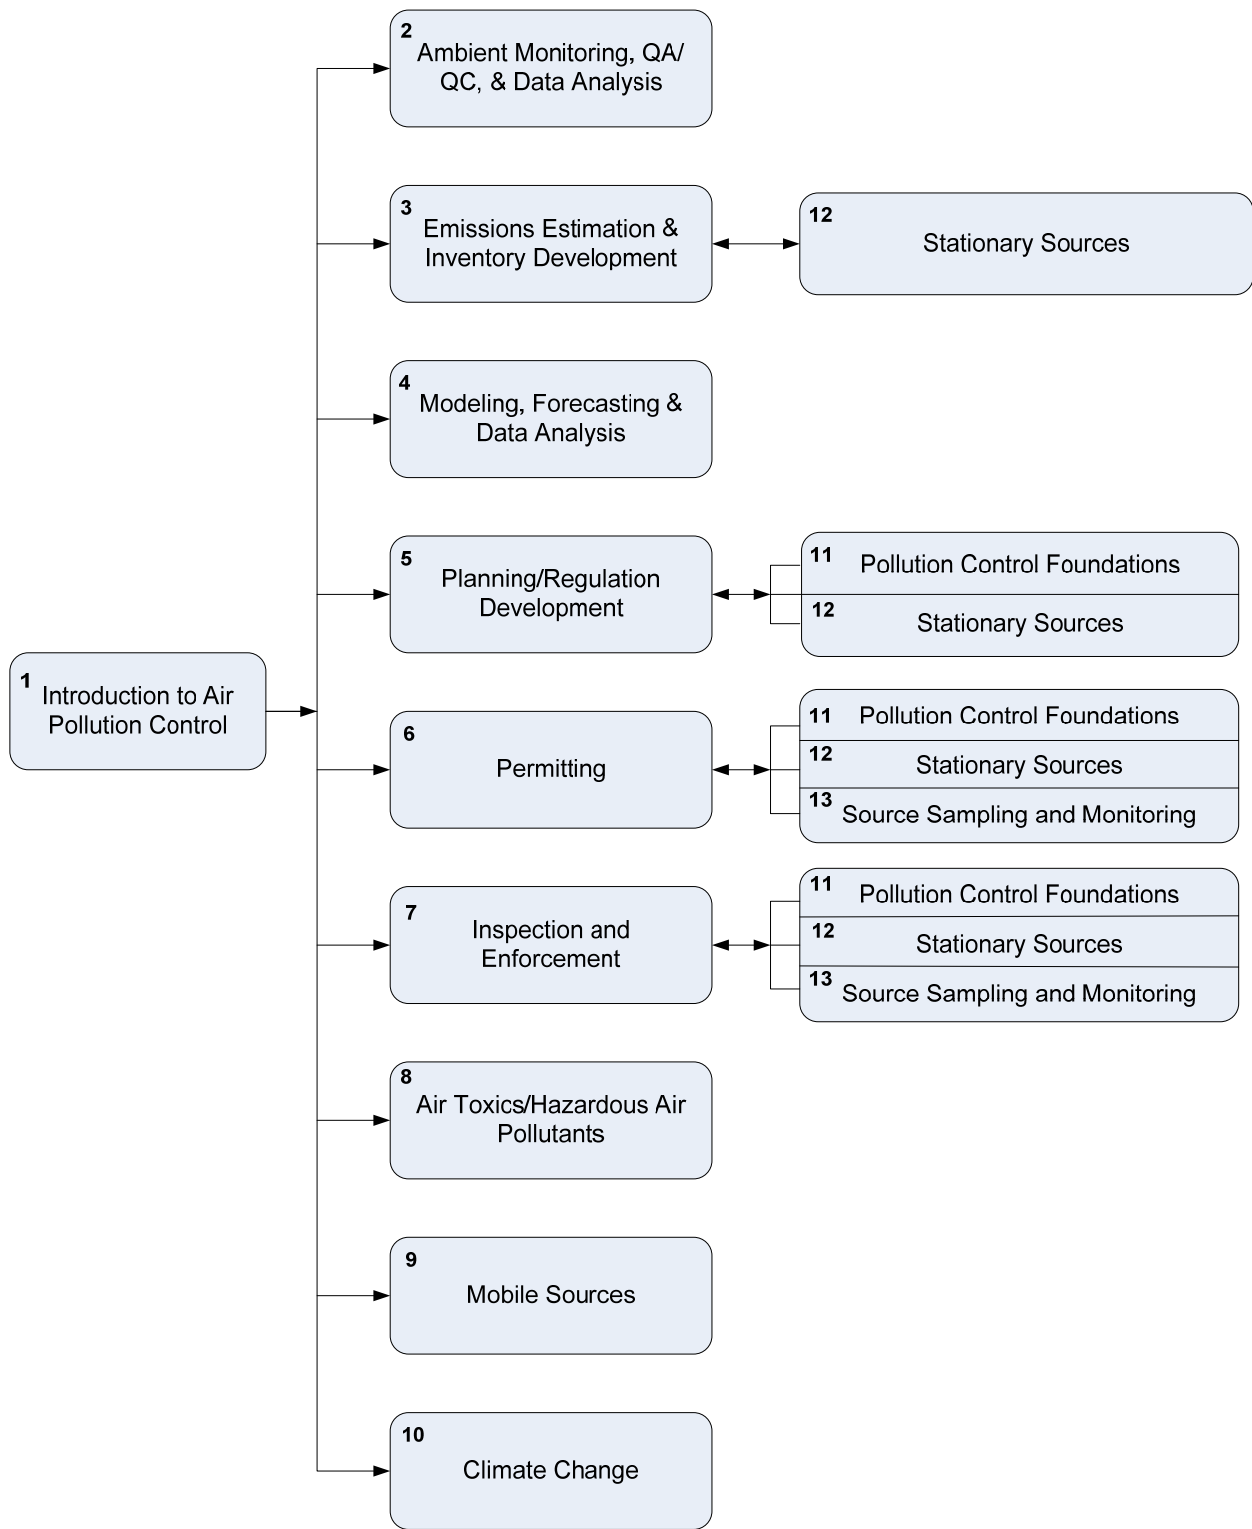 2
Ambient Monitoring, QA/
QC, & Data Analysis
3
Emissions Estimation &
Inventory Development
12
Stationary Sources
4
Modeling, Forecasting &
Data Analysis
5
Planning/Regulation
Development
11
Pollution Control Foundations
12
Stationary Sources
1
Introduction to Air
Pollution Control
6
Permitting
11
Pollution Control Foundations
12
Stationary Sources
13
Source Sampling and Monitoring
7
Inspection and
Enforcement
11
Pollution Control Foundations
12
Stationary Sources
13
Source Sampling and Monitoring
8
Air Toxics/Hazardous Air
Pollutants
9
Mobile Sources
10
Climate Change